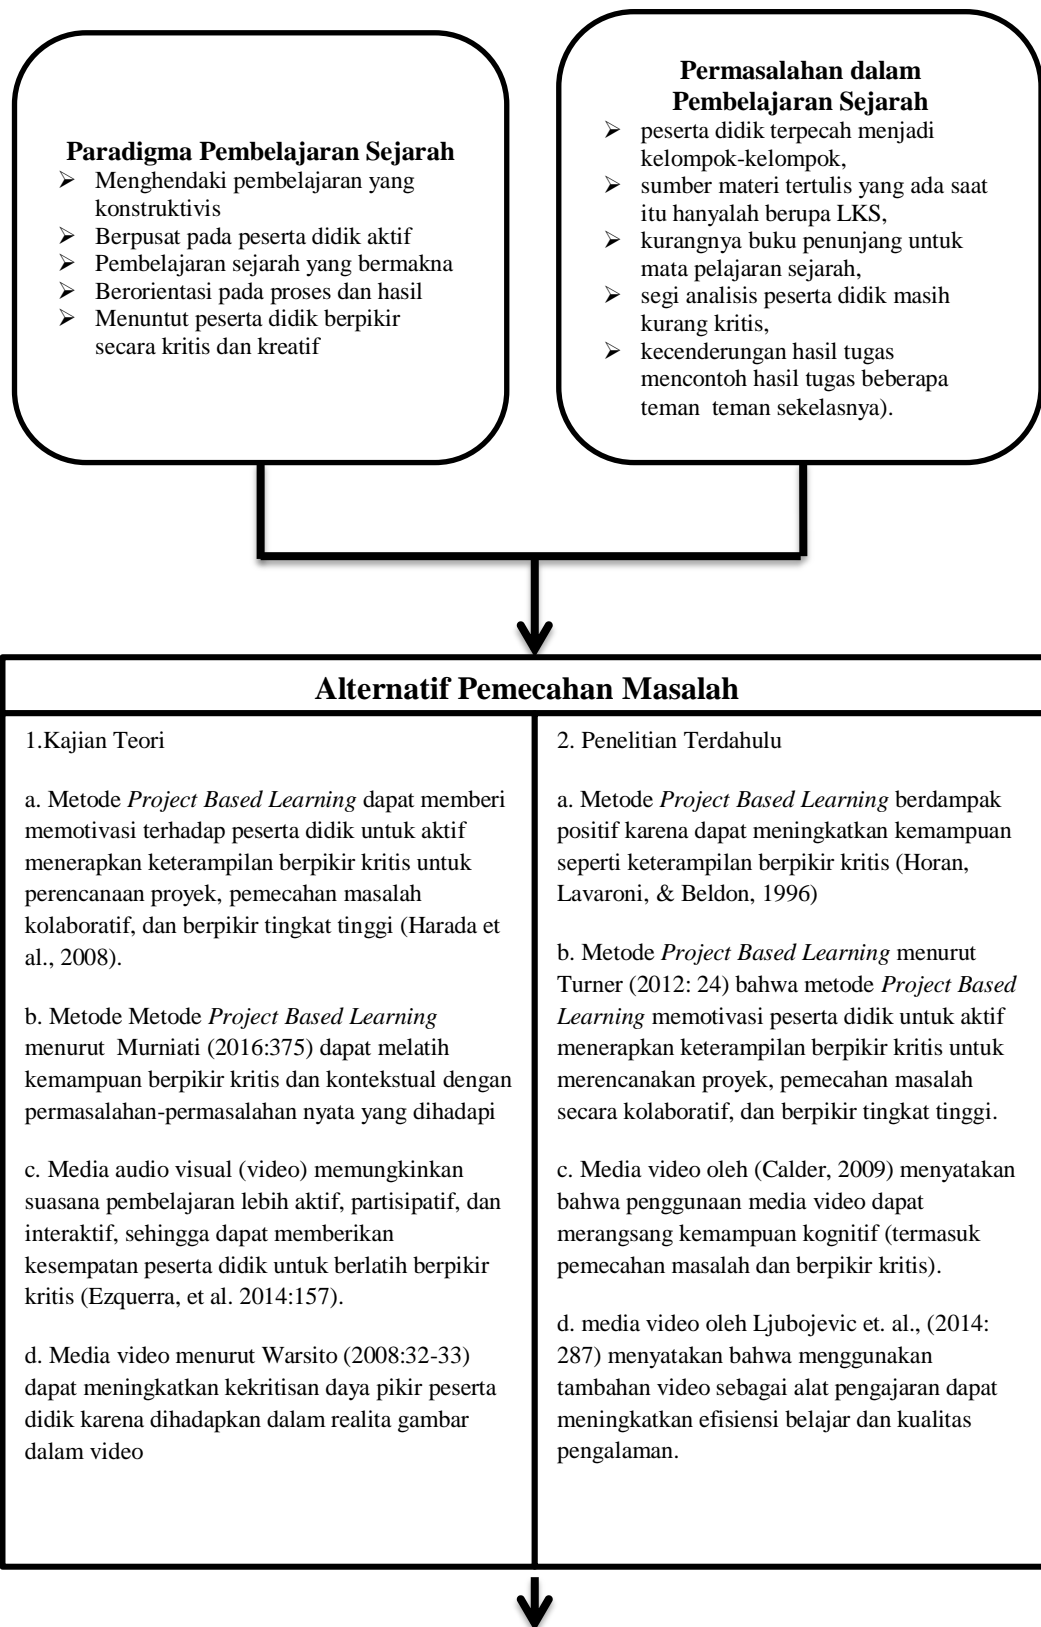 Paradigma Pembelajaran Sejarah
➢ Menghendaki pembelajaran yang
konstruktivis
➢ Berpusat pada peserta didik aktif
➢ Pembelajaran sejarah yang bermakna
➢ Berorientasi pada proses dan hasil
➢ Menuntut peserta didik berpikir
secara kritis dan kreatif
Permasalahan dalam
Pembelajaran Sejarah
➢ peserta didik terpecah menjadi
kelompok-kelompok,
➢ sumber materi tertulis yang ada saat
itu hanyalah berupa LKS,
➢ kurangnya buku penunjang untuk
mata pelajaran sejarah,
➢ segi analisis peserta didik masih
kurang kritis,
➢ kecenderungan hasil tugas
mencontoh hasil tugas beberapa
teman teman sekelasnya).
Alternatif Pemecahan Masalah
1.Kajian Teori
a. Metode Project Based Learning dapat memberi
memotivasi terhadap peserta didik untuk aktif
menerapkan keterampilan berpikir kritis untuk
perencanaan proyek, pemecahan masalah
kolaboratif, dan berpikir tingkat tinggi (Harada et
al., 2008).
b. Metode Metode Project Based Learning
menurut Murniati (2016:375) dapat melatih
kemampuan berpikir kritis dan kontekstual dengan
permasalahan-permasalahan nyata yang dihadapi
c. Media audio visual (video) memungkinkan
suasana pembelajaran lebih aktif, partisipatif, dan
interaktif, sehingga dapat memberikan
kesempatan peserta didik untuk berlatih berpikir
kritis (Ezquerra, et al. 2014:157).
d. Media video menurut Warsito (2008:32-33)
dapat meningkatkan kekritisan daya pikir peserta
didik karena dihadapkan dalam realita gambar
dalam video
2. Penelitian Terdahulu
a. Metode Project Based Learning berdampak
positif karena dapat meningkatkan kemampuan
seperti keterampilan berpikir kritis (Horan,
Lavaroni, & Beldon, 1996)
b. Metode Project Based Learning menurut
Turner (2012: 24) bahwa metode Project Based
Learning memotivasi peserta didik untuk aktif
menerapkan keterampilan berpikir kritis untuk
merencanakan proyek, pemecahan masalah
secara kolaboratif, dan berpikir tingkat tinggi.
c. Media video oleh (Calder, 2009) menyatakan
bahwa penggunaan media video dapat
merangsang kemampuan kognitif (termasuk
pemecahan masalah dan berpikir kritis).
d. media video oleh Ljubojevic et. al., (2014:
287) menyatakan bahwa menggunakan
tambahan video sebagai alat pengajaran dapat
meningkatkan efisiensi belajar dan kualitas
pengalaman.